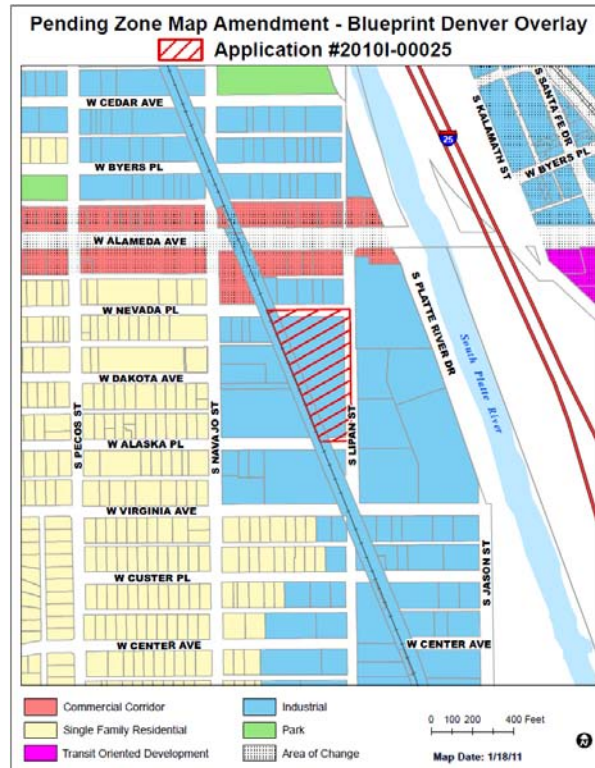 Pending Zone Map Amendment - Blueprint Denver Overlay
Application #2010I-00025
W CEDAR AVE
W BYERS PL
W ALAMEDA AVE
W NEVADA PL
W DAKOTA AVE
W ALASKA PL
W VIRGINIA AVE
W CUSTER PL
W CENTER AVE
W CENTER AVE
S PECOS ST
S NAVAJO ST
S LIPAN ST
S JASON ST
S PLATTE RIVER DR
South Platte River
25
S KALAMATH ST
S SANTA FE DR
W BYERS PL
Commercial Corridor
Single Family Residential
Transit Oriented Development
Industrial
Park
Area of Change
0 100 200 400 Feet
Map Date: 1/18/11